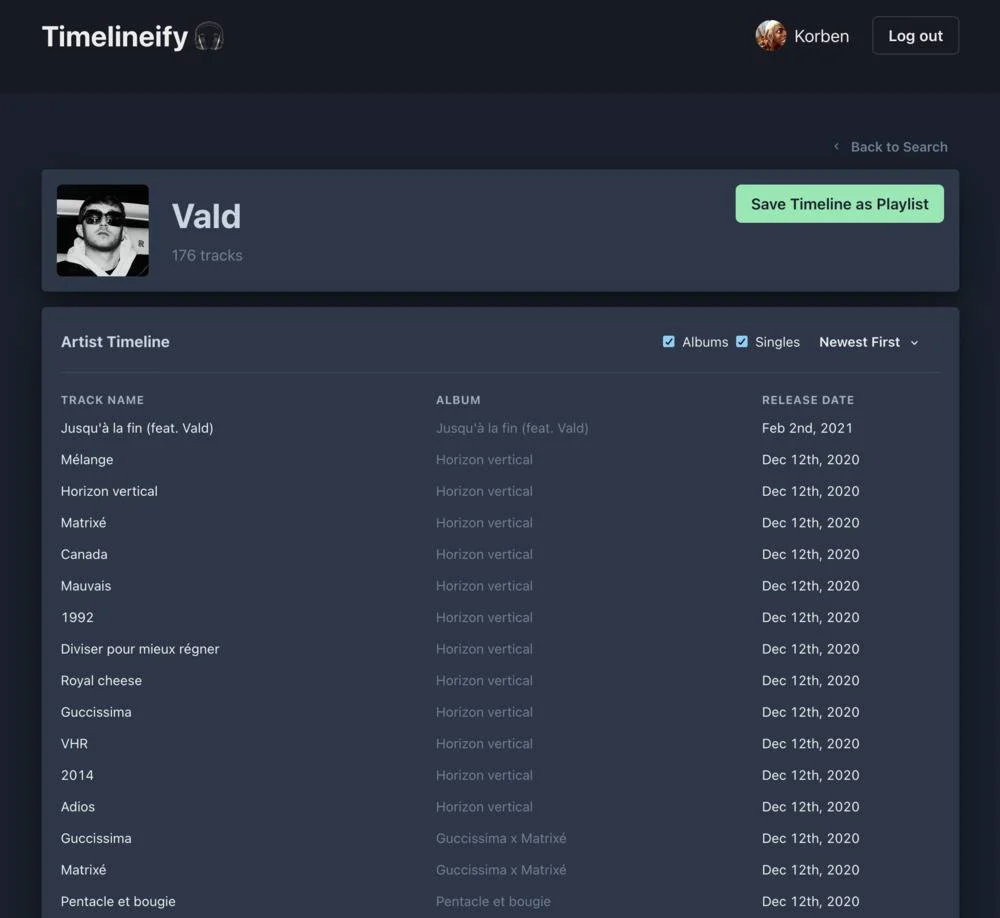 Timelineify
Korben
Log out
Back to Search
Vald
176 tracks
Save Timeline as Playlist
Artist Timeline
Albums Singles Newest First
TRACK NAME ALBUM RELEASE DATE
Jusqu'à la fin (feat. Vald) Jusqu'à la fin (feat. Vald) Feb 2nd, 2021
Mélange Horizon vertical Dec 12th, 2020
Horizon vertical Horizon vertical Dec 12th, 2020
Matrixé Horizon vertical Dec 12th, 2020
Canada Horizon vertical Dec 12th, 2020
Mauvais Horizon vertical Dec 12th, 2020
1992 Horizon vertical Dec 12th, 2020
Diviser pour mieux régner Horizon vertical Dec 12th, 2020
Royal cheese Horizon vertical Dec 12th, 2020
Guccissima Horizon vertical Dec 12th, 2020
VHR Horizon vertical Dec 12th, 2020
2014 Horizon vertical Dec 12th, 2020
Adios Horizon vertical Dec 12th, 2020
Guccissima Guccissima x Matrixé Dec 12th, 2020
Matrixé Guccissima x Matrixé Dec 12th, 2020
Pentacle et bougie Pentacle et bougie Dec 12th, 2020